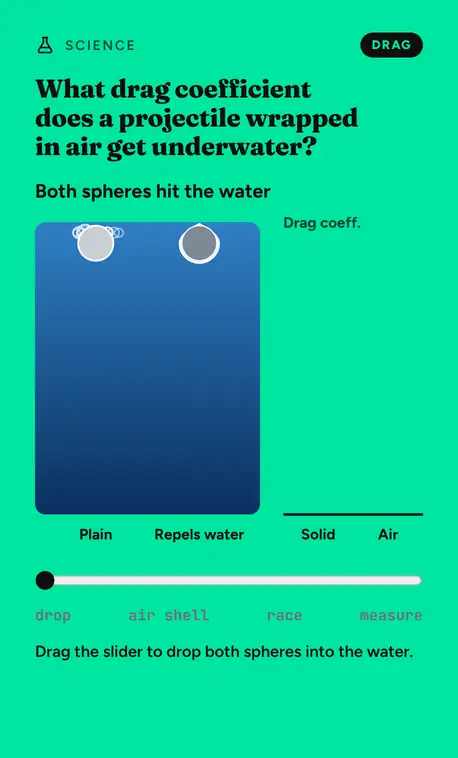 SCIENCE
DRAG
What drag coefficient
does a projectile wrapped
in air get underwater?
Both spheres hit the water
Drag coeff.
Plain
Repels water
Solid
Air
drop
air shell
race
measure
Drag the slider to drop both spheres into the water.